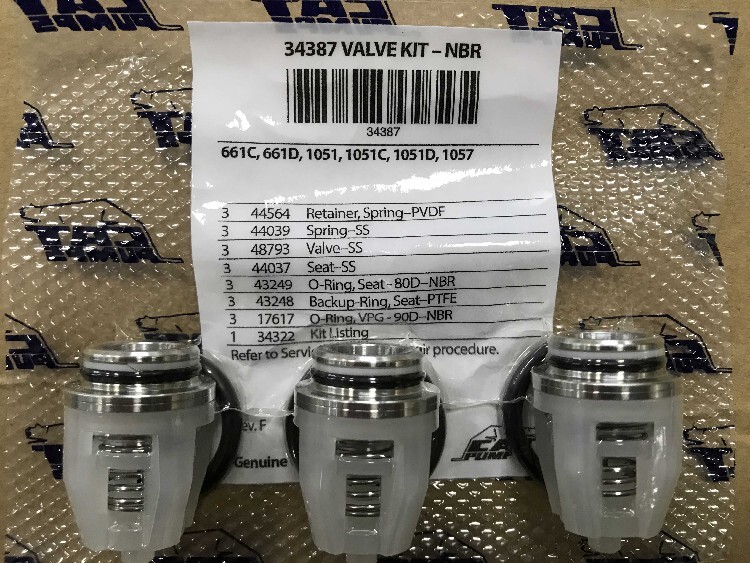 34387 VALVE KIT – NBR
34387
661C, 661D, 1051, 1051C, 1051D, 1057
3 44564 Retainer, Spring–PVDF
3 44039 Spring–SS
3 48793 Valve–SS
3 44037 Seat–SS
3 43249 O-Ring, Seat - 80D–NBR
3 43248 Backup-Ring, Seat–PTFE
3 17617 O-Ring, VPG - 90D–NBR
1 34322 Kit Listing
Refer to Servic ir procedure.
ev. F
Genuine
CAT PUMPS